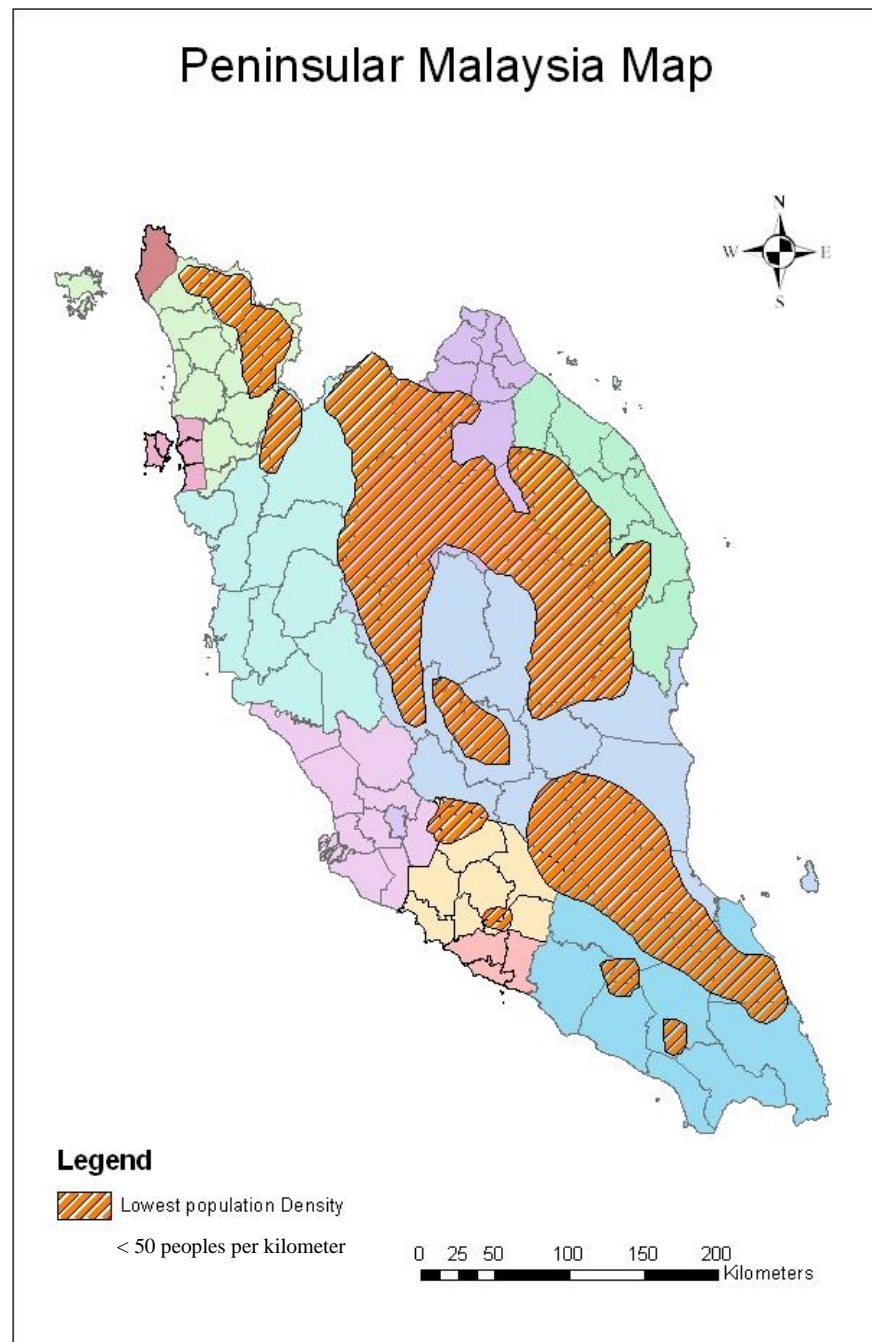 Peninsular Malaysia Map
N
W E
S
Legend
Lowest population Density
< 50 peoples per kilometer
0 25 50 100 150 200
Kilometers